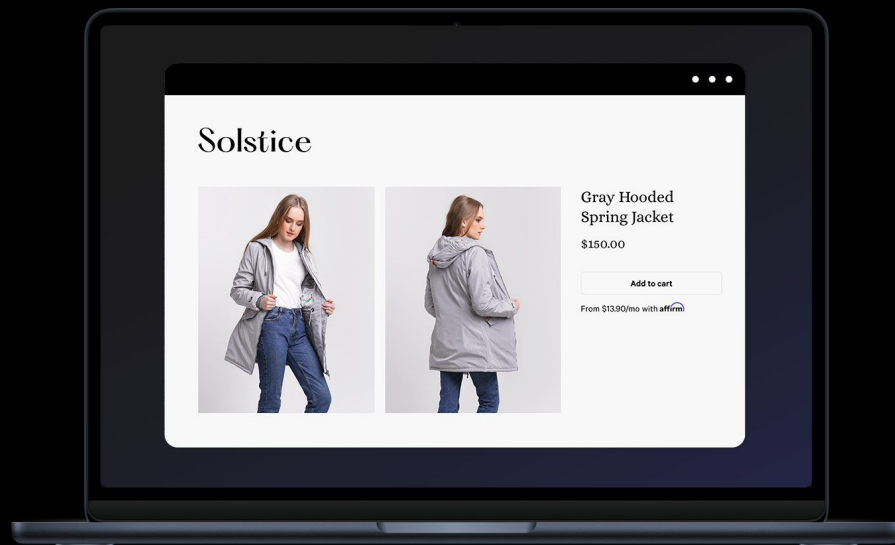 Solstice
Gray Hooded
Spring Jacket
$150.00
Add to cart
From $13.90/mo with affirm